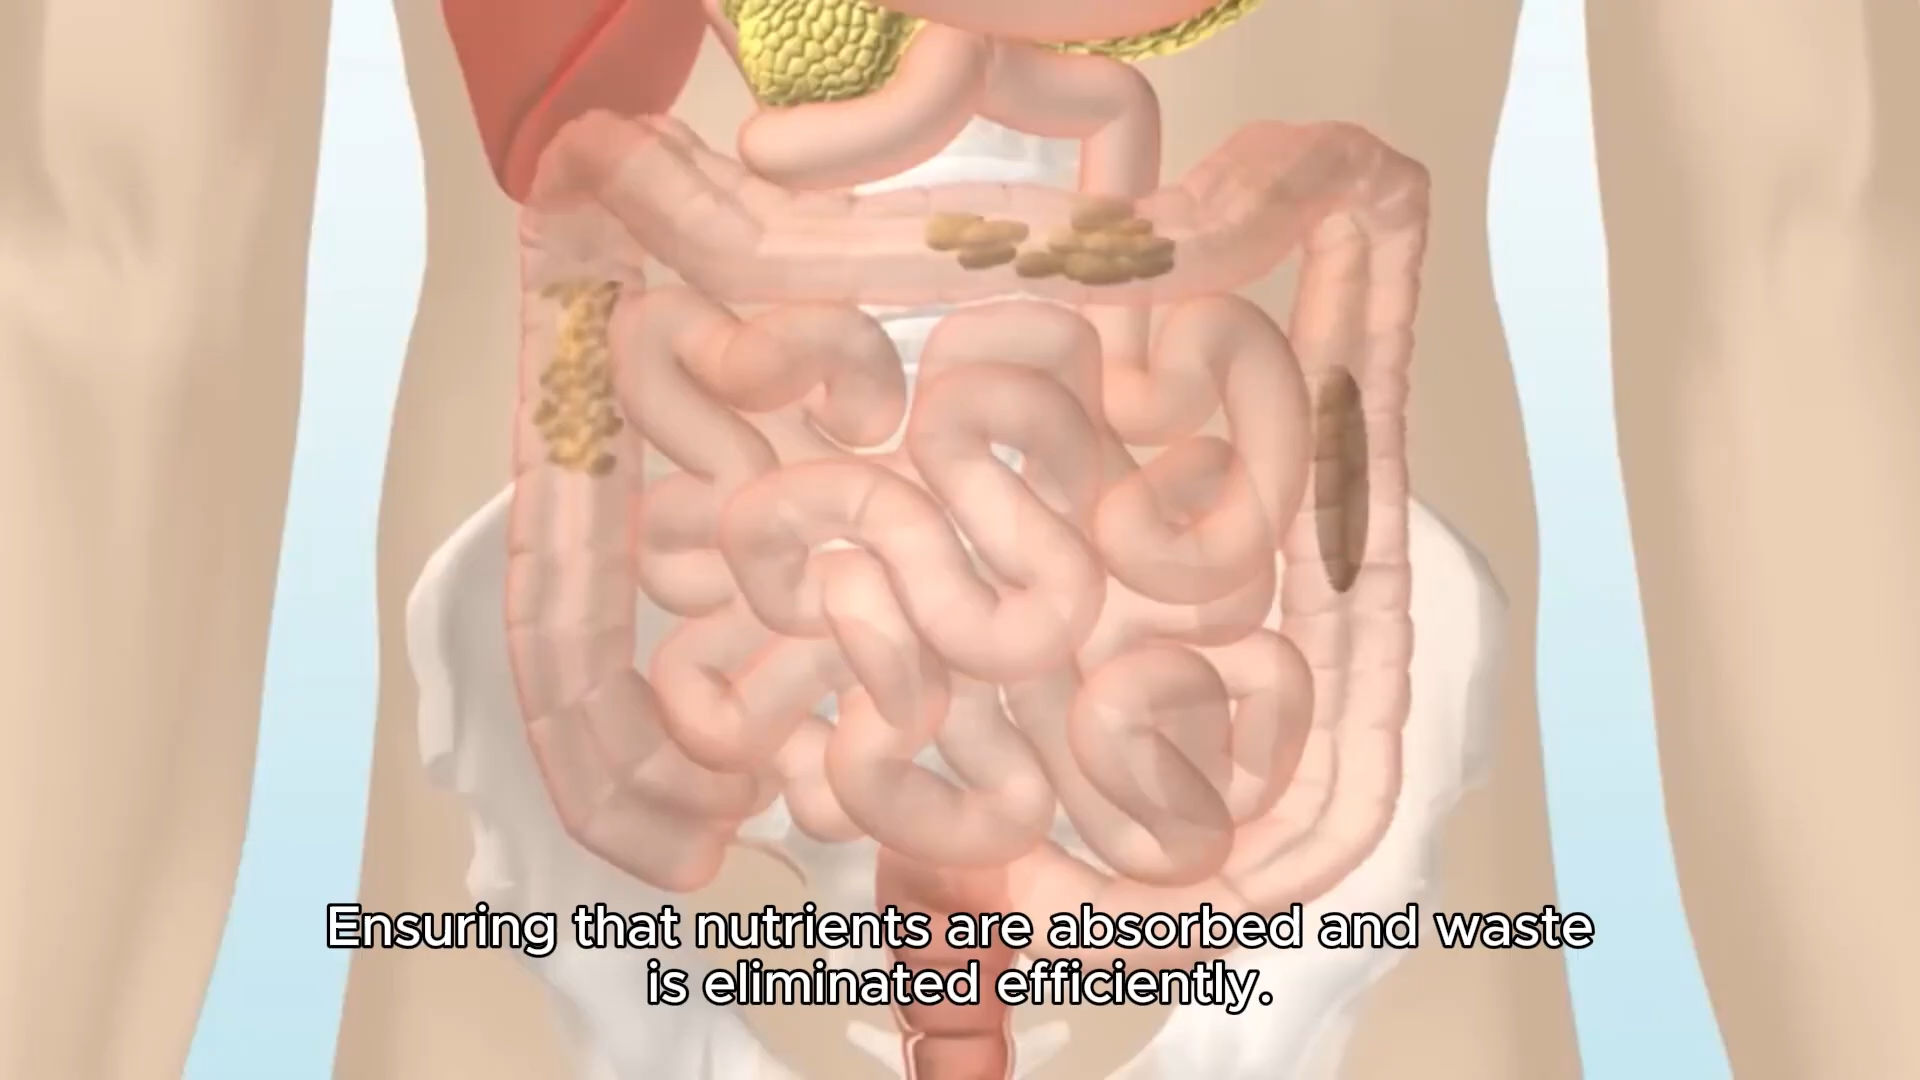 Ensuring that nutrients are absorbed and waste
is eliminated efficiently.